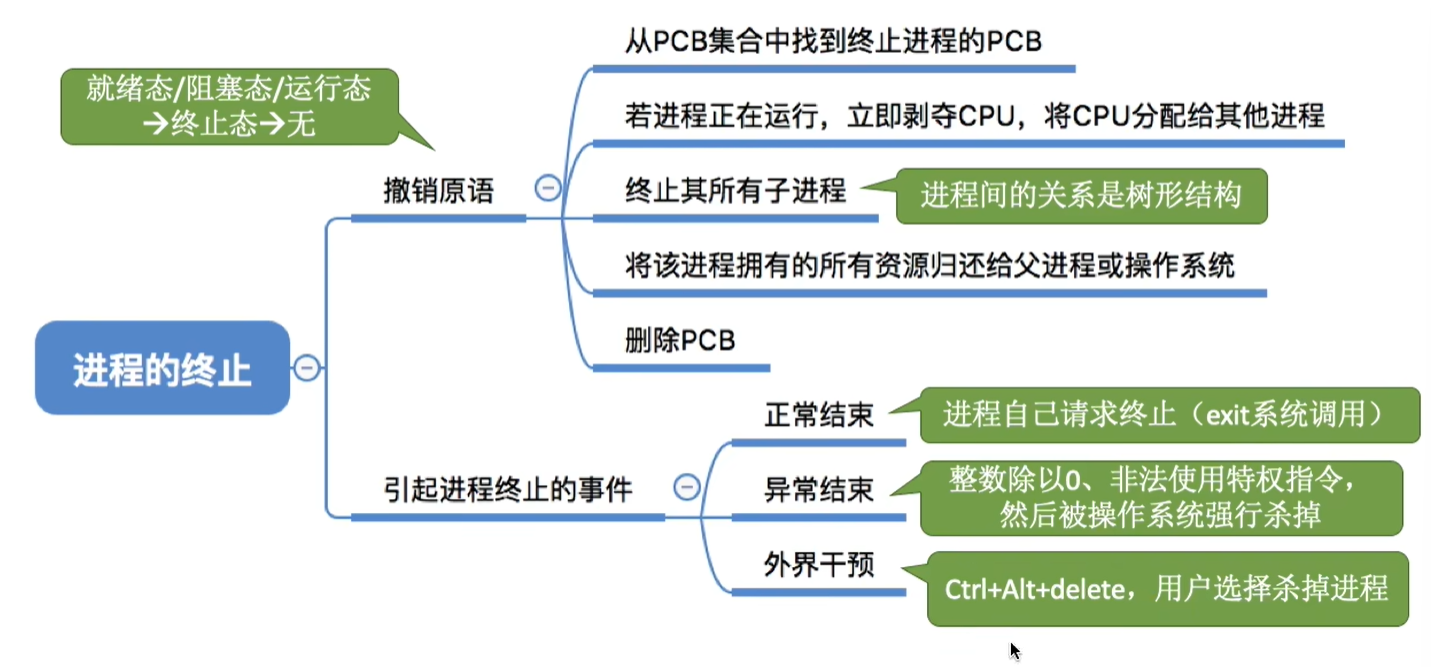 从PCB集合中找到终止进程的PCB
就绪态/阻塞态/运行态
→终止态→无
若进程正在运行，立即剥夺CPU，将CPU分配给其他进程
撤销原语
终止其所有子进程
进程间的关系是树形结构
将该进程拥有的所有资源归还给父进程或操作系统
删除PCB
进程的终止
正常结束
进程自己请求终止（exit系统调用）
引起进程终止的事件
异常结束
整数除以0、非法使用特权指令，
然后被操作系统强行杀掉
外界干预
Ctrl+Alt+delete，用户选择杀掉进程